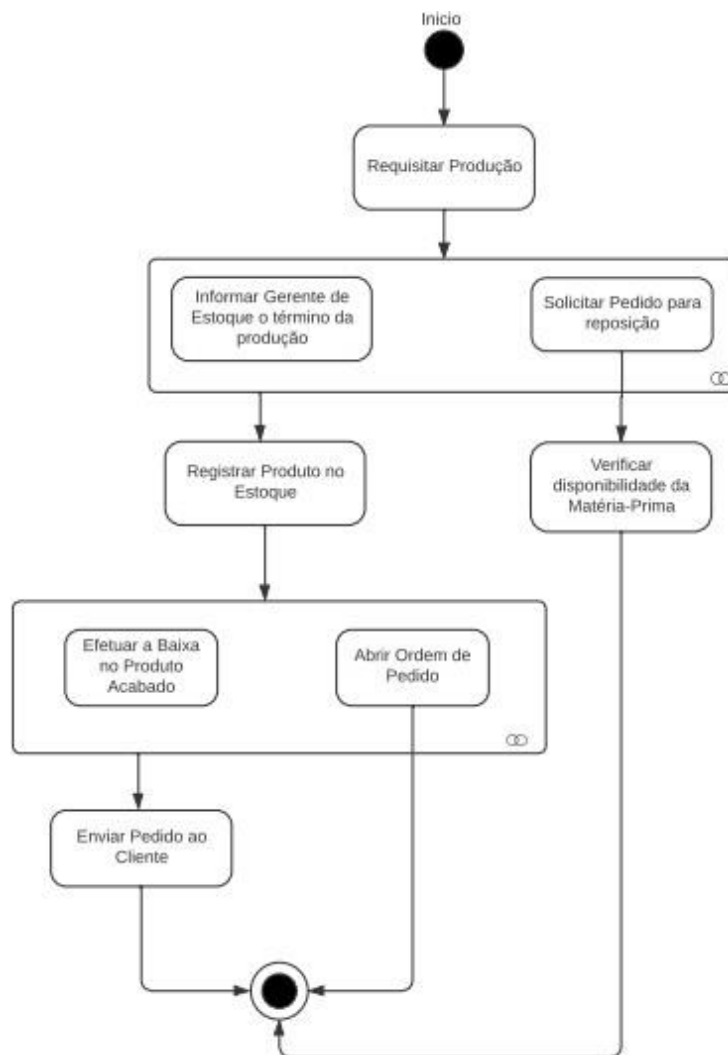 Inicio
Requisitar Produção
Informar Gerente de
Estoque o término da
produção
Solicitar Pedido para
reposição
Registrar Produto no
Estoque
Verificar
disponibilidade da
Matéria-Prima
Efetuar a Baixa
no Produto
Acabado
Abrir Ordem de
Pedido
Enviar Pedido ao
Cliente